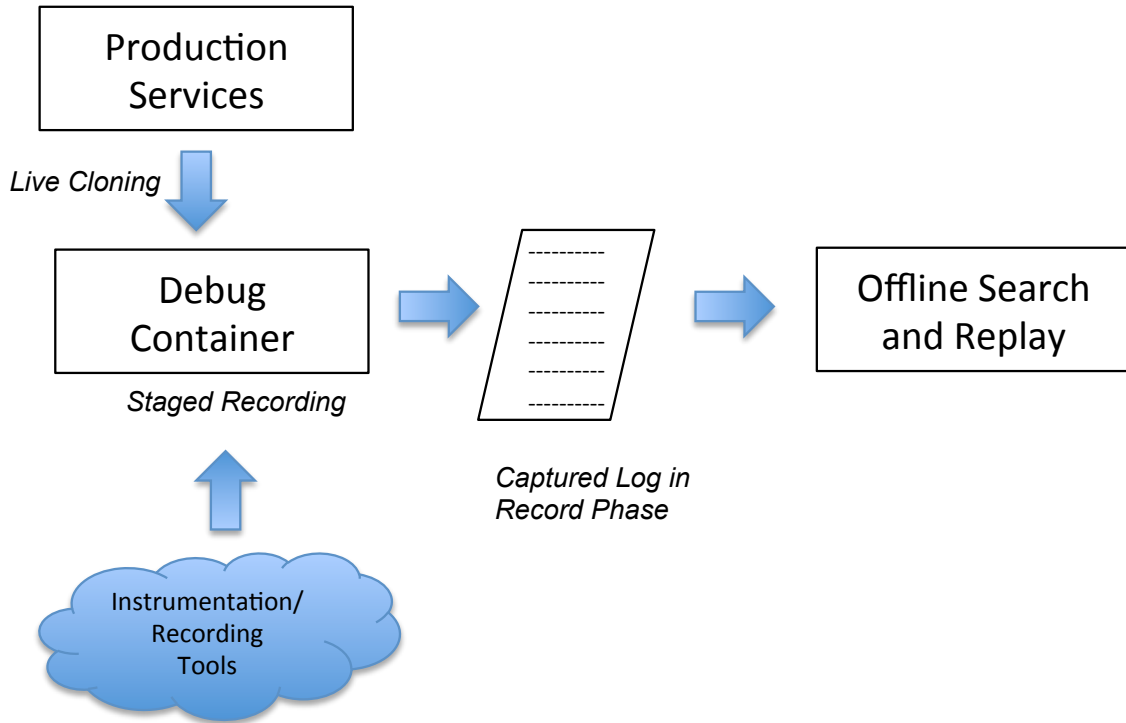 Production
Services
Live Cloning
Debug
Container
Staged Recording
Offline Search
and Replay
Captured Log in
Record Phase
Instrumentation/
Recording
Tools